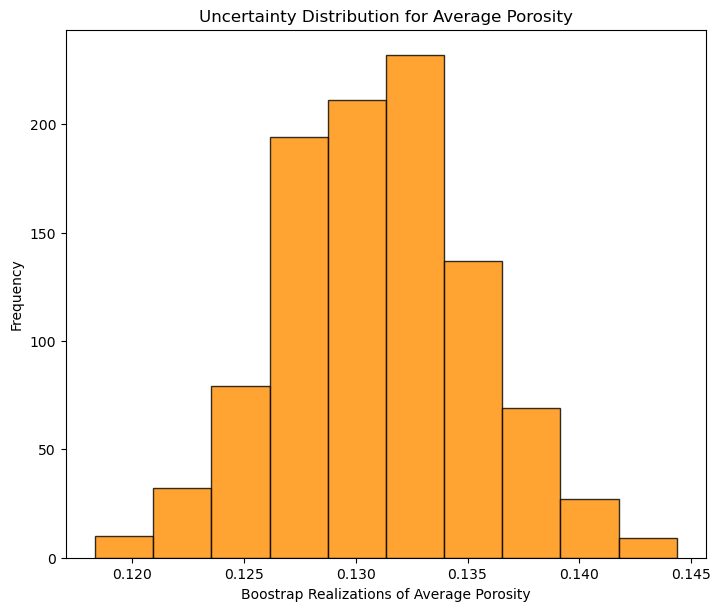 Uncertainty Distribution for Average Porosity
Frequency
200
150
100
50
0
0.120 0.125 0.130 0.135 0.140 0.145
Boostrap Realizations of Average Porosity